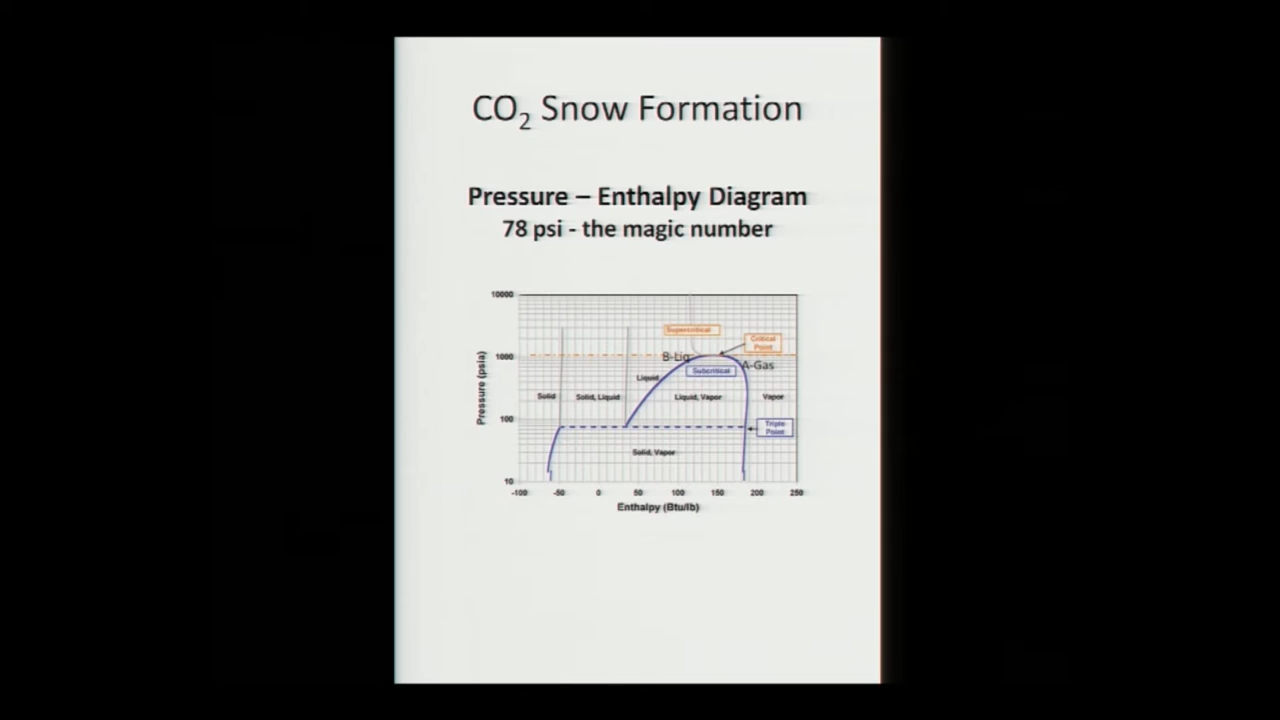 CO2 Snow Formation
Pressure – Enthalpy Diagram
78 psi - the magic number
10000
1000
100
10
Pressure (psia)
Supercritical
Critical
Point
B-Liq
A-Gas
Subcritical
Liquid
Solid
Solid, Liquid
Liquid, Vapor
Vapor
Triple
Point
Solid, Vapor
-100 -50 0 50 100 150 200 250
Enthalpy (Btu/lb)